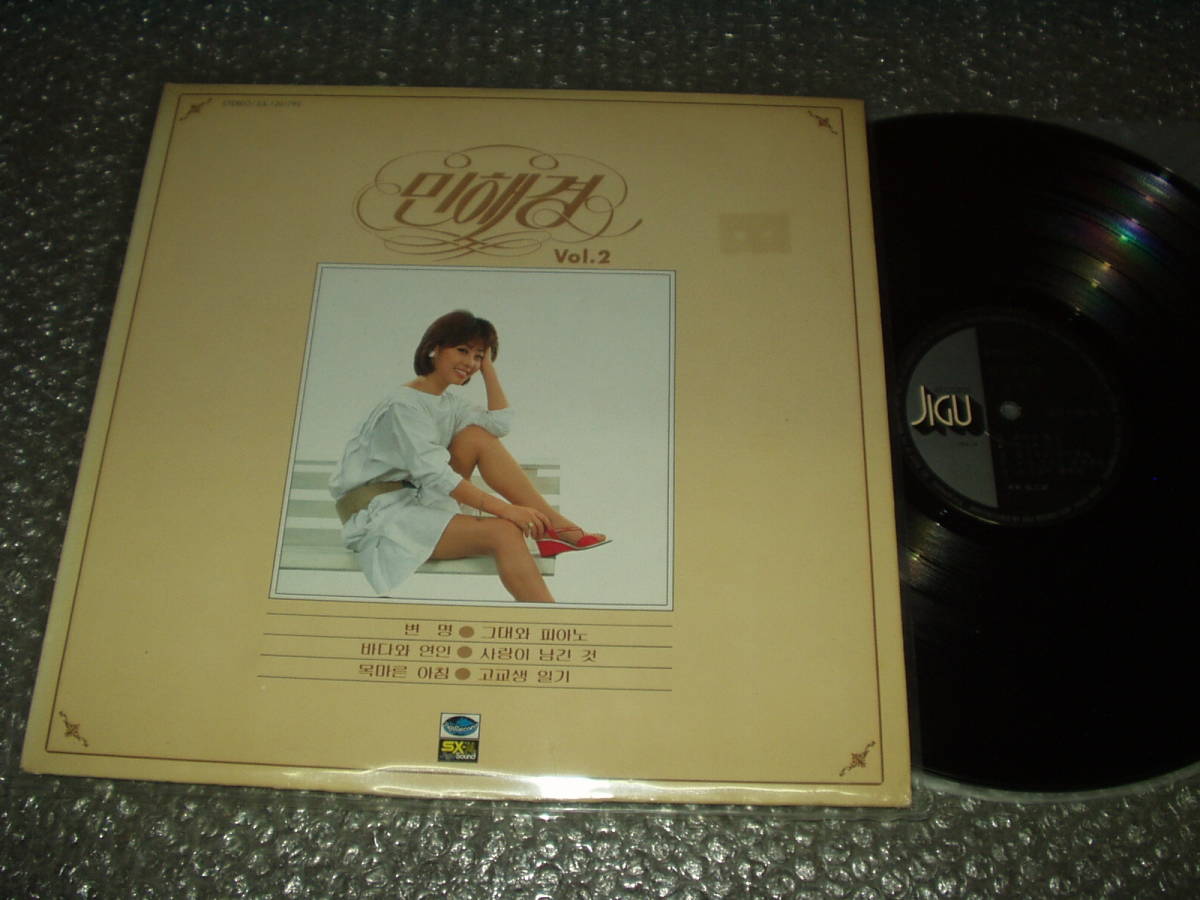 민해경
Vol.2
변 명 ● 그대와 피아노
바다와 연인 ● 사랑이 남긴 것
목마른 아침 ● 고교생 일기
SX-
Sound
JIGU